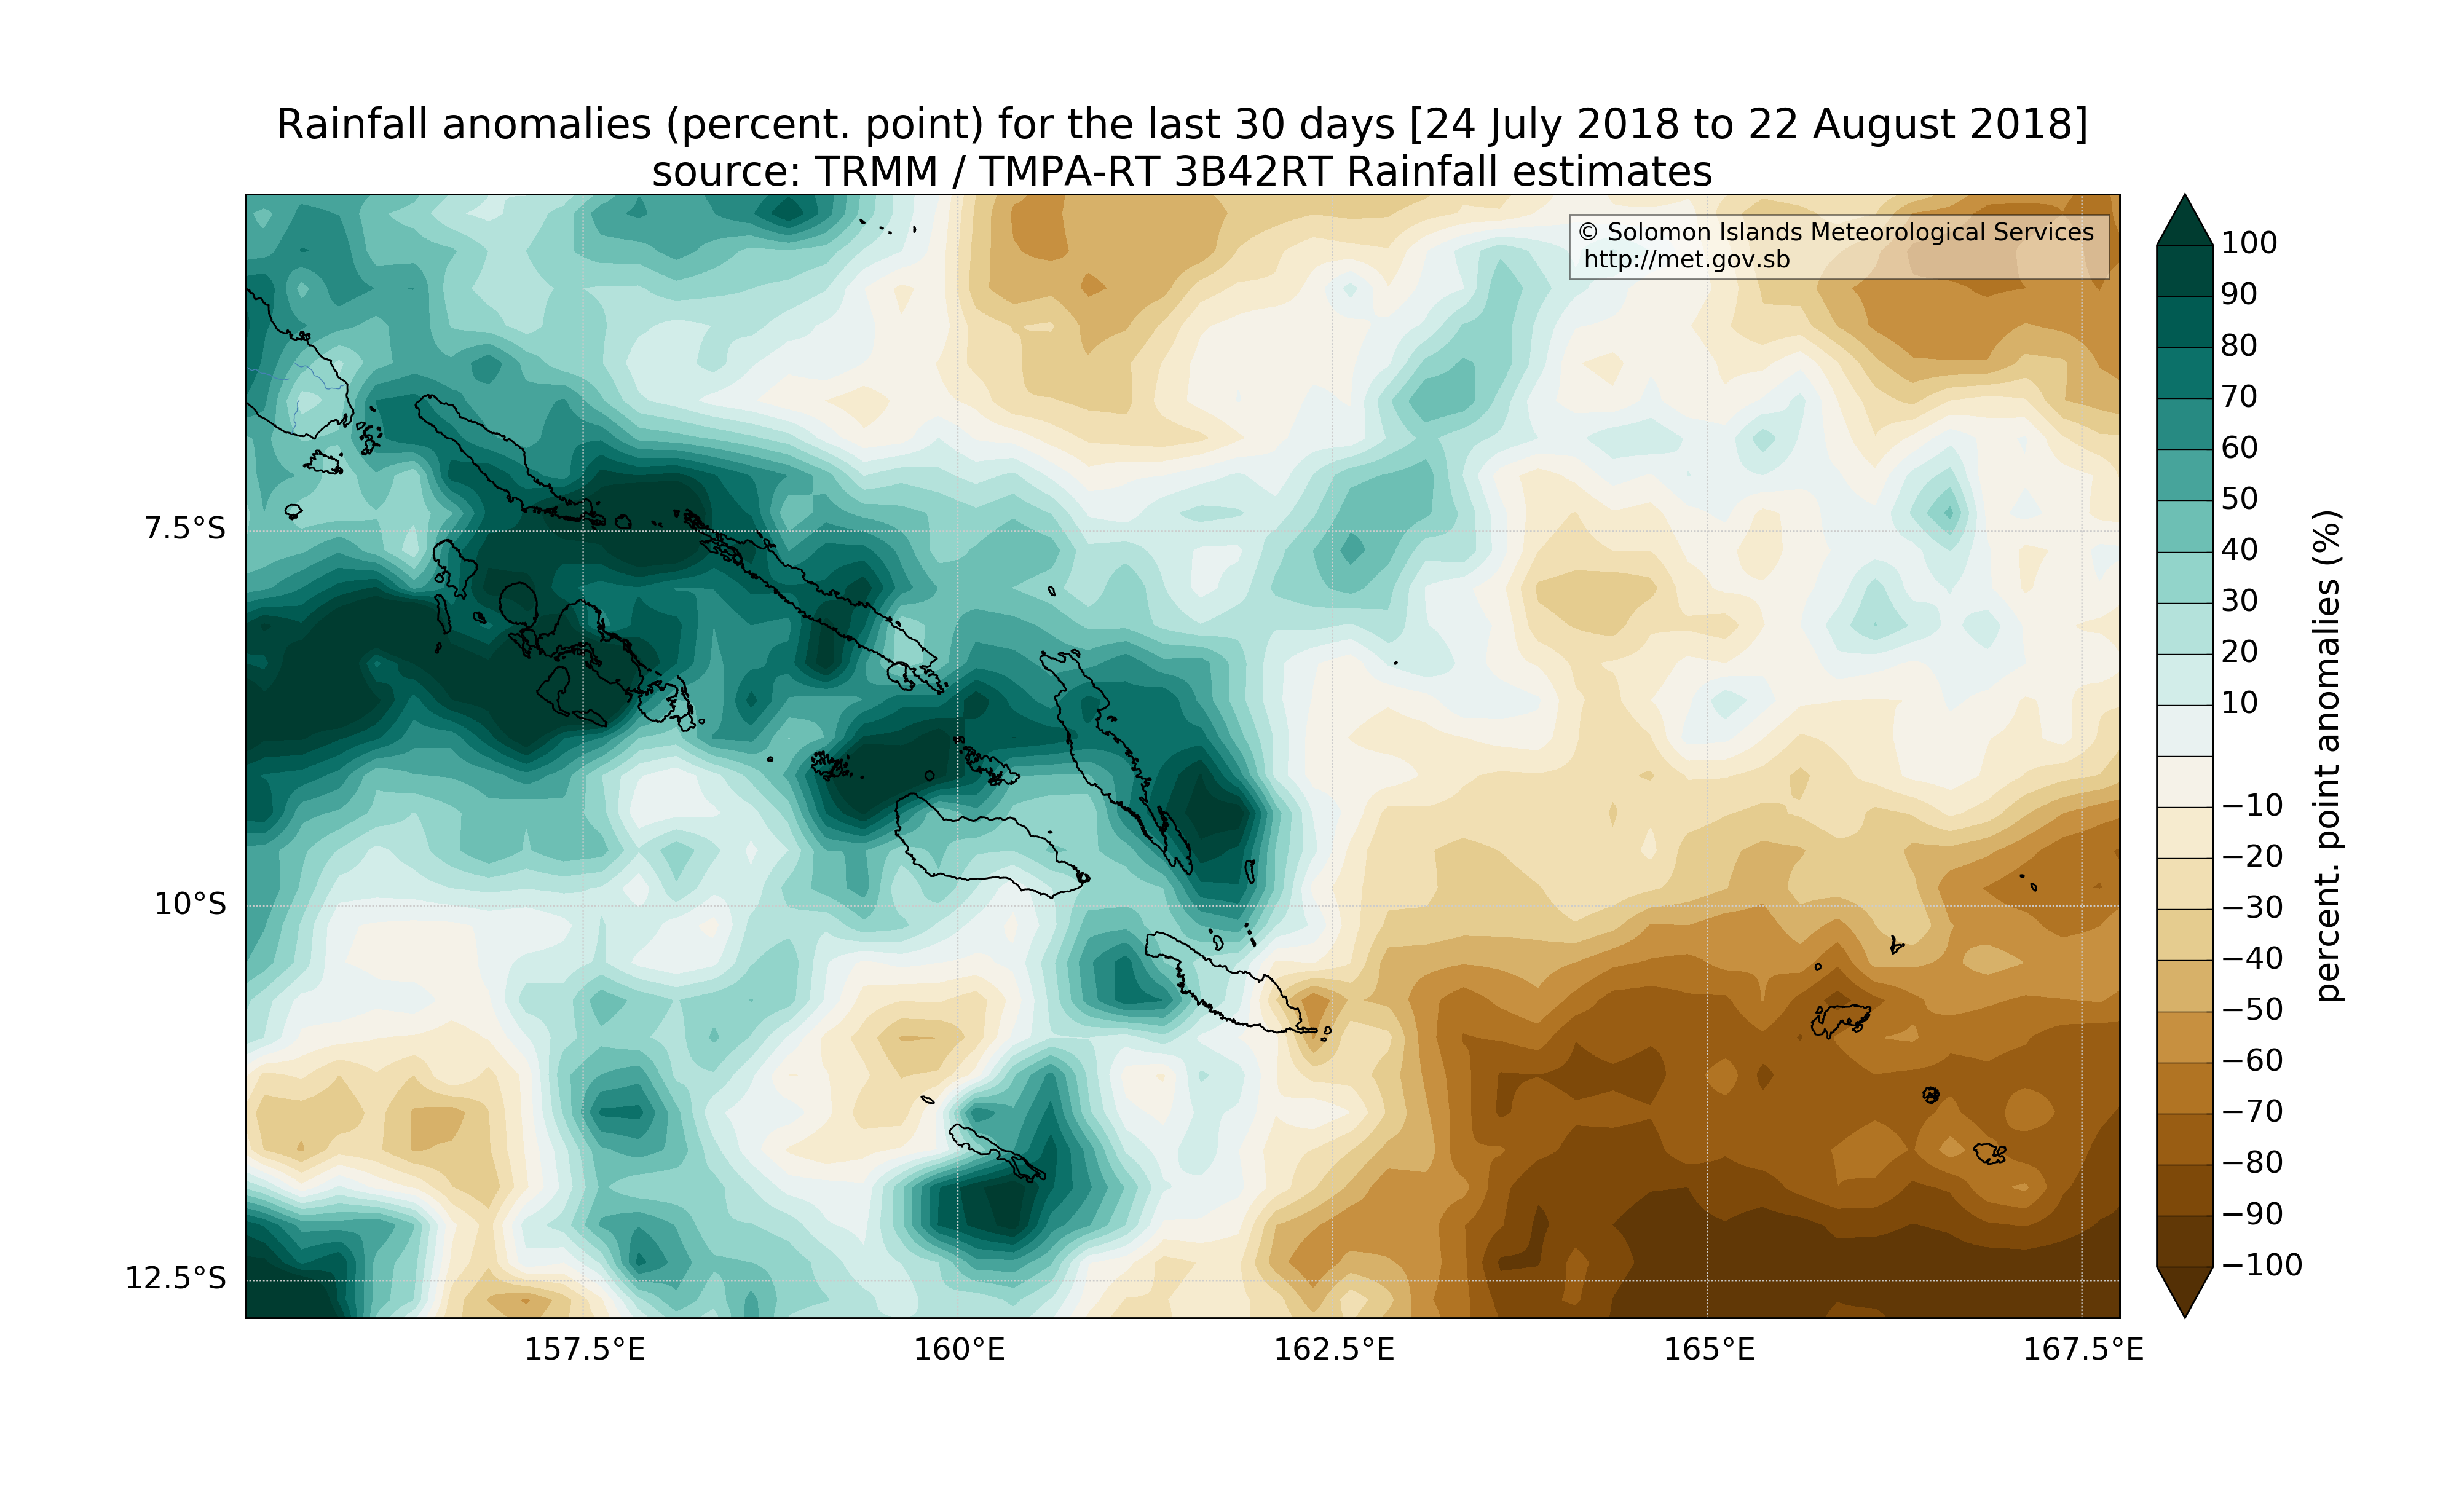 Rainfall anomalies (percent. point) for the last 30 days [24 July 2018 to 22 August 2018]
source: TRMM / TMPA-RT 3B42RT Rainfall estimates
© Solomon Islands Meteorological Services
http://met.gov.sb
7.5°S
10°S
12.5°S
157.5°E
160°E
162.5°E
165°E
167.5°E
100
90
80
70
60
50
40
30
20
10
−10
−20
−30
−40
−50
−60
−70
−80
−90
−100
percent. point anomalies (%)